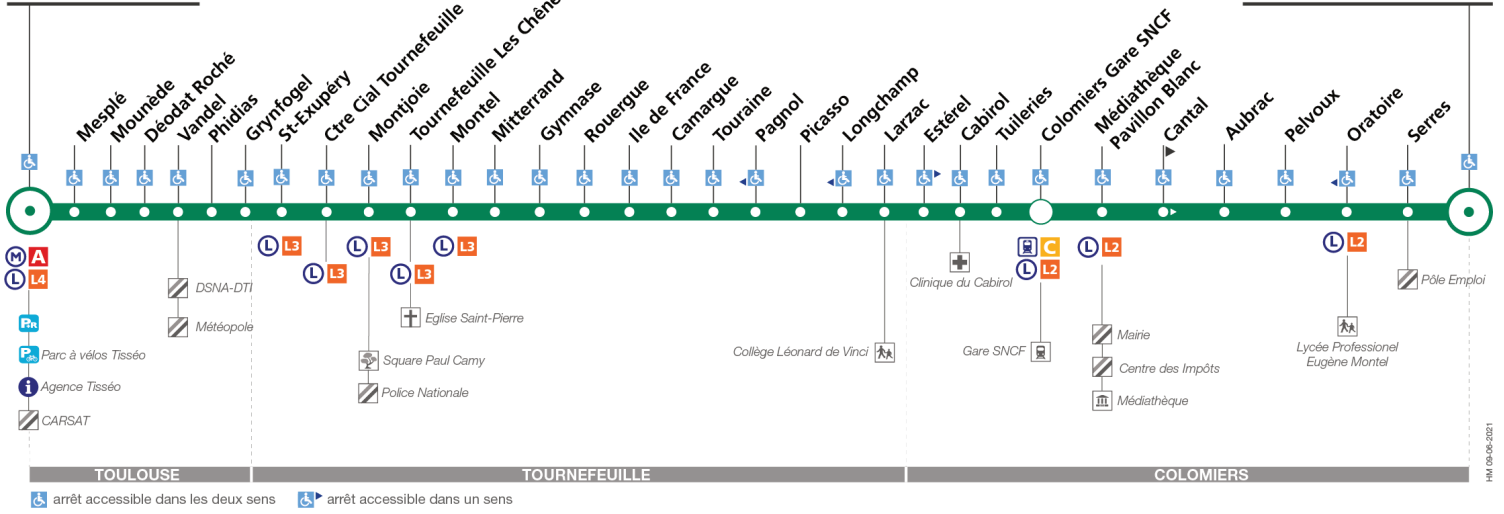 Mesplé
Mounède
Déodat Roché
Vandel
Phidias
Grynfogel
St-Exupéry
Ctre Cial Tournefeuille
Montjoie
Tournefeuille Les Chêne
Montel
Mitterrand
Gymnase
Rouergue
Ile de France
Camargue
Touraine
Pagnol
Picasso
Longchamp
Larzac
Estérel
Cabirol
Tuileries
Colomiers Gare SNCF
Médiathèque
Pavillon Blanc
Cantal
Aubrac
Pelvoux
Oratoire
Serres
M A
L L4
P+R
Parc à vélos Tisséo
i Agence Tisséo
CARSAT
DSNA-DTI
Météopole
L L3
L L3
L L3
L L3
L L3
Eglise Saint-Pierre
Square Paul Camy
Police Nationale
Collège Léonard de Vinci
Clinique du Cabirol
C
L L2
Gare SNCF
L L2
Mairie
Centre des Impôts
Médiathèque
L L2
Lycée Professionel
Eugène Montel
Pôle Emploi
TOULOUSE
TOURNEFEUILLE
COLOMIERS
arrêt accessible dans les deux sens
arrêt accessible dans un sens
HM 09-06-2021